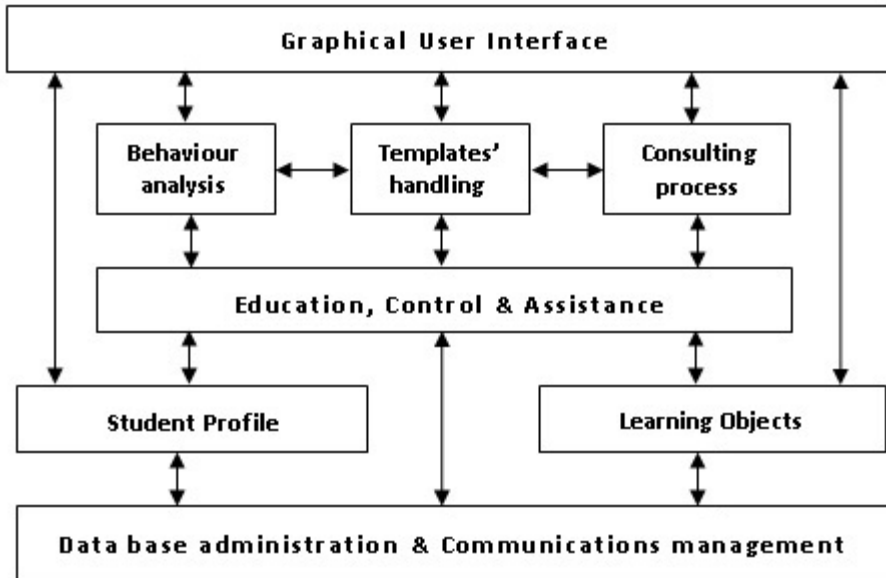 Graphical User Interface
Behaviour
analysis
Templates'
handling
Consulting
process
Education, Control & Assistance
Student Profile
Learning Objects
Data base administration & Communications management